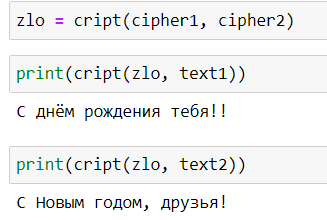 zlo = cript(cipher1, cipher2)
print(cript(zlo, text1))
С днём рождения тебя!!
print(cript(zlo, text2))
С Новым годом, друзья!